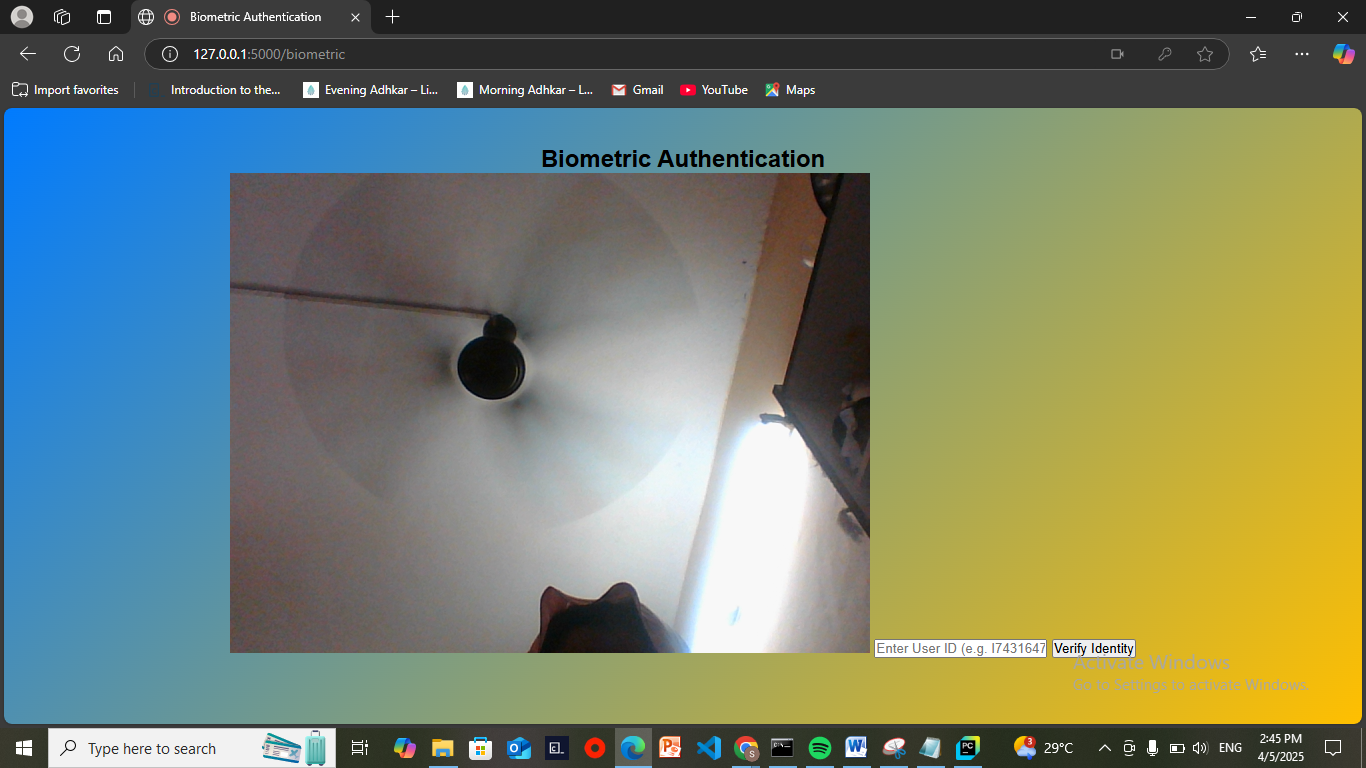 Biometric Authentication
127.0.0.1:5000/biometric
Import favorites
Introduction to the...
Evening Adhkar – Li...
Morning Adhkar – L...
Gmail
YouTube
Maps
Biometric Authentication
Enter User ID (e.g. I7431647
Verify Identity
Activate Windows
Go to Settings to activate Windows.
Type here to search
PC
3
29°C
ENG
2:45 PM
4/5/2025